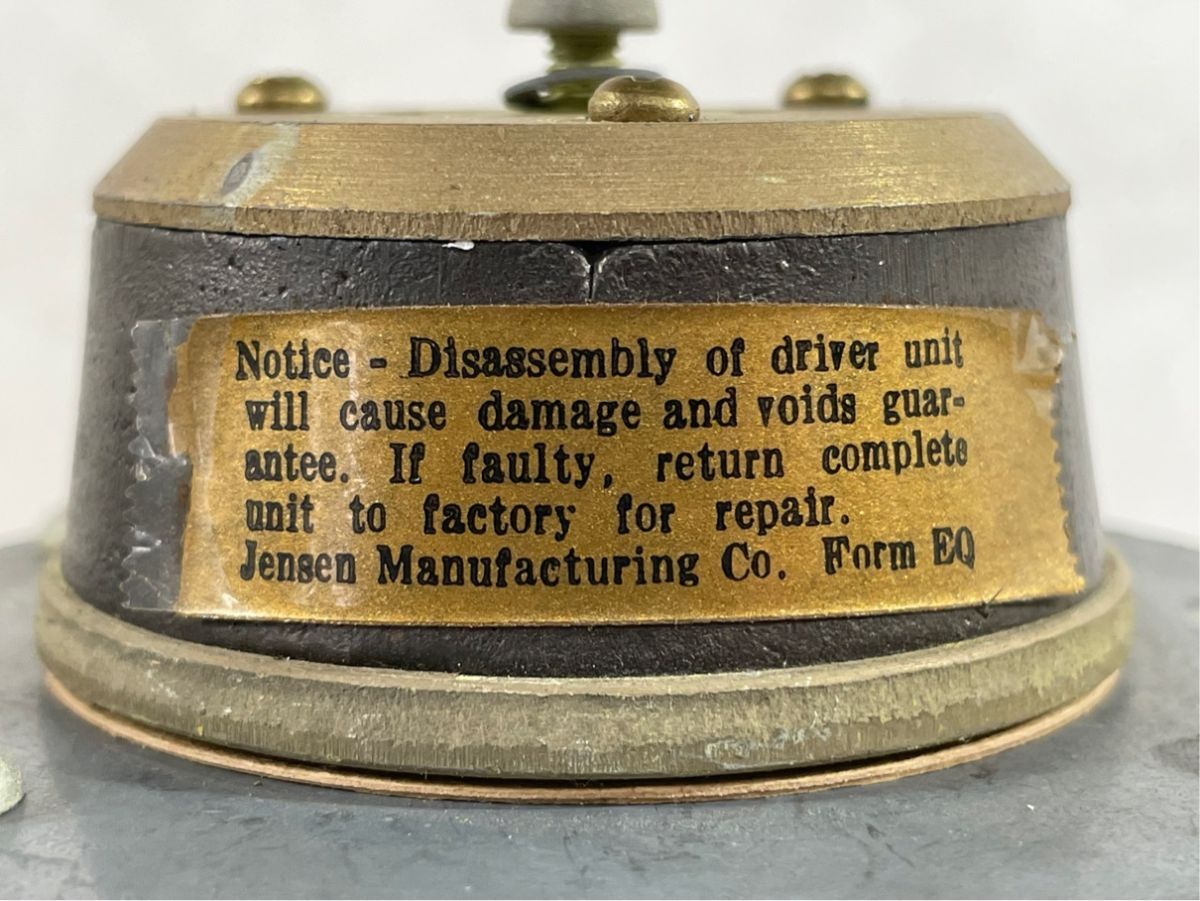 Notice - Disassembly of driver unit
will cause damage and voids guar-
antee. If faulty, return complete
unit to factory for repair.
Jensen Manufacturing Co. Form EQ